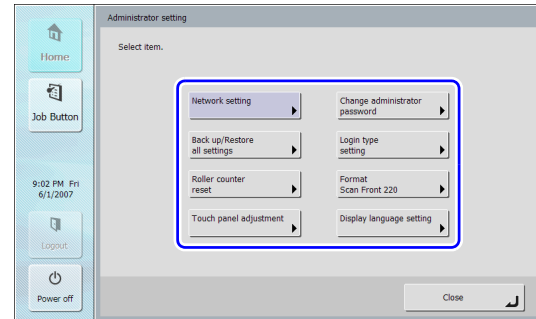 Administrator setting
Select item.
Home
Job Button
9:02 PM Fri
6/1/2007
Logout
Power off
Network setting
Change administrator
password
Back up/Restore
all settings
Login type
setting
Roller counter
reset
Format
Scan Front 220
Touch panel adjustment
Display language setting
Close